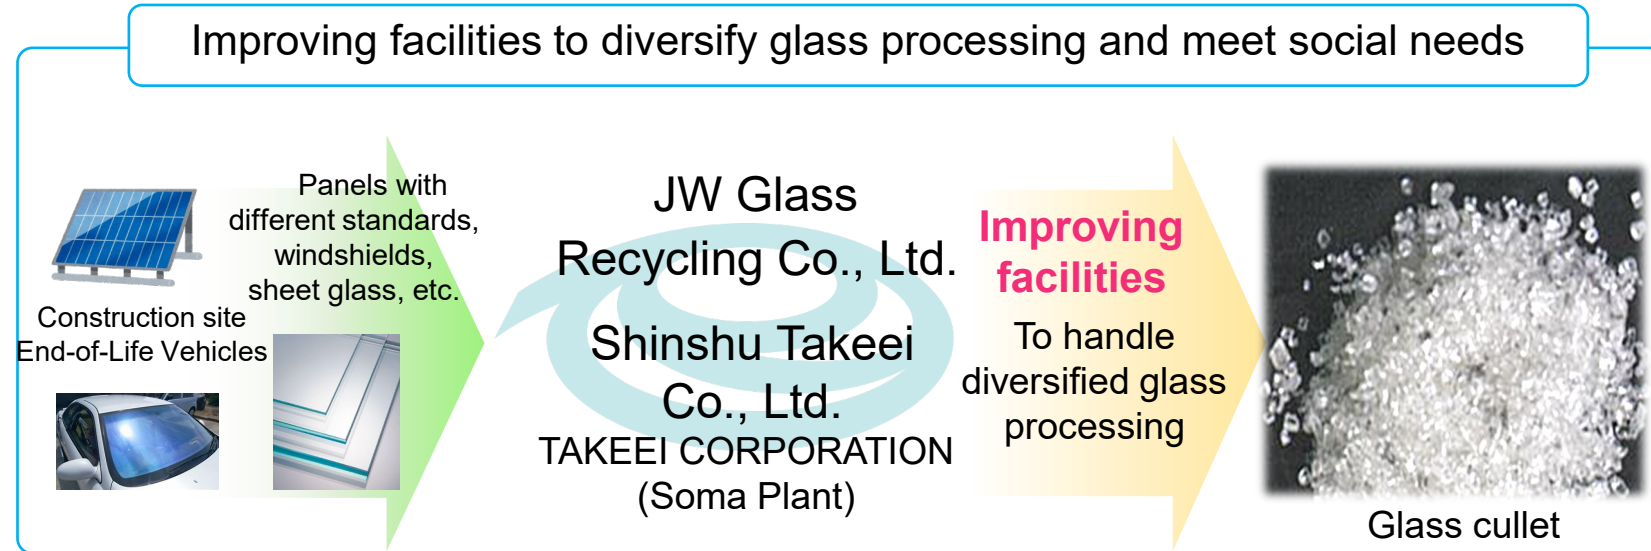 Improving facilities to diversify glass processing and meet social needs
Panels with
different standards,
windshields,
sheet glass, etc.
Construction site
End-of-Life Vehicles
JW Glass
Recycling Co., Ltd.
Shinshu Takeei
Co., Ltd.
TAKEEI CORPORATION
(Soma Plant)
Improving
facilities
To handle
diversified glass
processing
Glass cullet